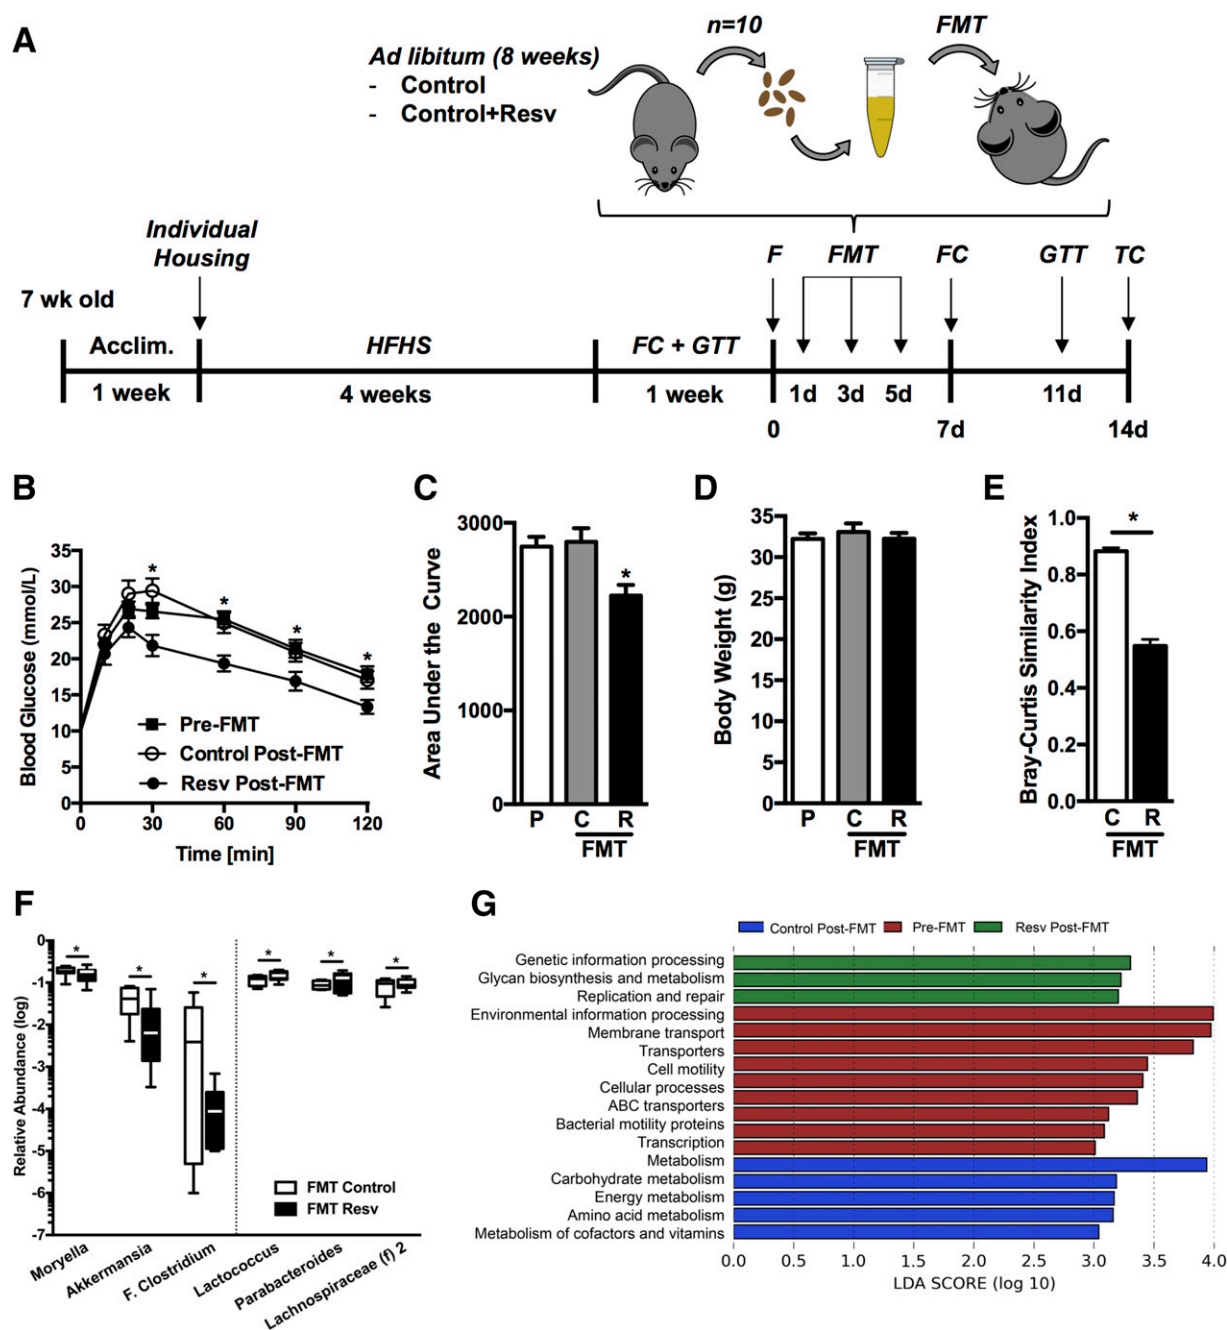 A
Ad libitum (8 weeks)
- Control
- Control+Resv
n=10
FMT
Individual
Housing
7 wk old
F
FMT
FC
GTT
TC
Acclim.
HFHS
FC + GTT
1 week
4 weeks
1 week
1d
3d
5d
11d
0
7d
14d
B
Blood Glucose (mmol/L)
35
30
25
20
15
10
5
0
* * * *
Pre-FMT
Control Post-FMT
Resv Post-FMT
0 30 60 90 120
Time [min]
C
Area Under the Curve
3000
2000
1000
0
*
P C R
FMT
D
Body Weight (g)
35
30
25
20
15
10
5
0
P C R
FMT
E
Bray-Curtis Similarity Index
1.0
0.8
0.6
0.4
0.2
0.0
*
C R
FMT
F
Relative Abundance (log)
0
-1
-2
-3
-4
-5
-6
-7
* * * * * *
FMT Control
FMT Resv
Moryella
Akkermansia
F. Clostridium
Lactococcus
Parabacteroides
Lachnospiraceae (f) 2
G
Control Post-FMT Pre-FMT Resv Post-FMT
Genetic information processing
Glycan biosynthesis and metabolism
Replication and repair
Environmental information processing
Membrane transport
Transporters
Cell motility
Cellular processes
ABC transporters
Bacterial motility proteins
Transcription
Metabolism
Carbohydrate metabolism
Energy metabolism
Amino acid metabolism
Metabolism of cofactors and vitamins
0.0 0.5 1.0 1.5 2.0 2.5 3.0 3.5 4.0
LDA SCORE (log 10)